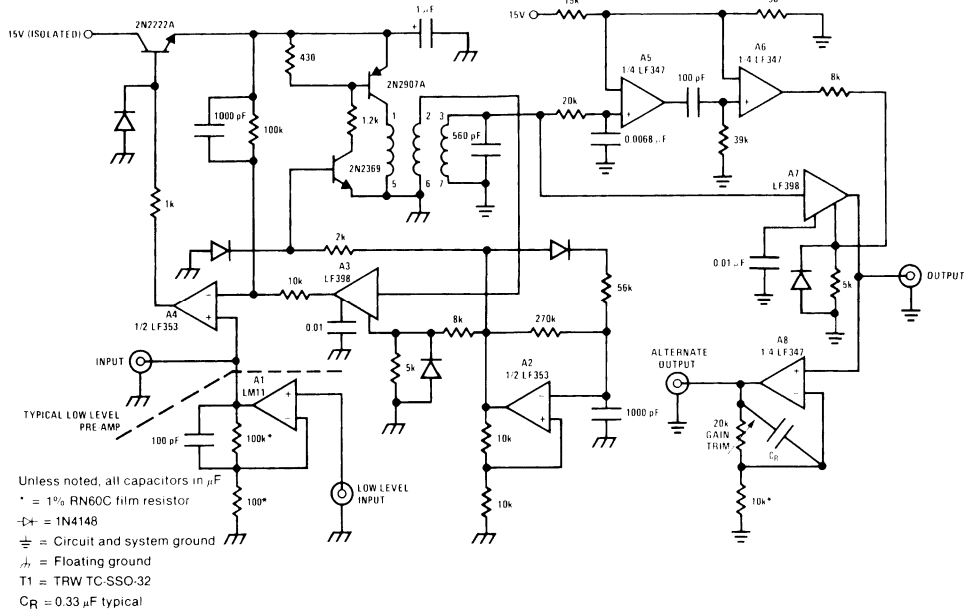 15V (ISOLATED)
2N2222A
430
2N2907A
1000 pF
100k
1.2k
2N2369
1
5
2
6
3
7
560 pF
1k
15V
A5
1/4 LF347
100 pF
A6
1/4 LF347
8k
20k
0.0068 µF
39k
A7
LF398
0.01 µF
5k
OUTPUT
2k
A3
LF398
10k
0.01
8k
5k
56k
270k
A4
1/2 LF353
INPUT
A1
LM11
TYPICAL LOW LEVEL
PRE AMP
100 pF
100k*
100*
LOW LEVEL
INPUT
A2
1/2 LF353
10k
10k
1000 pF
ALTERNATE
OUTPUT
A8
1/4 LF347
20k
GAIN
TRIM
CR
10k*
Unless noted, all capacitors in µF
* = 1% RN60C film resistor
= 1N4148
= Circuit and system ground
= Floating ground
T1 = TRW TC-SSO-32
CR = 0.33 µF typical